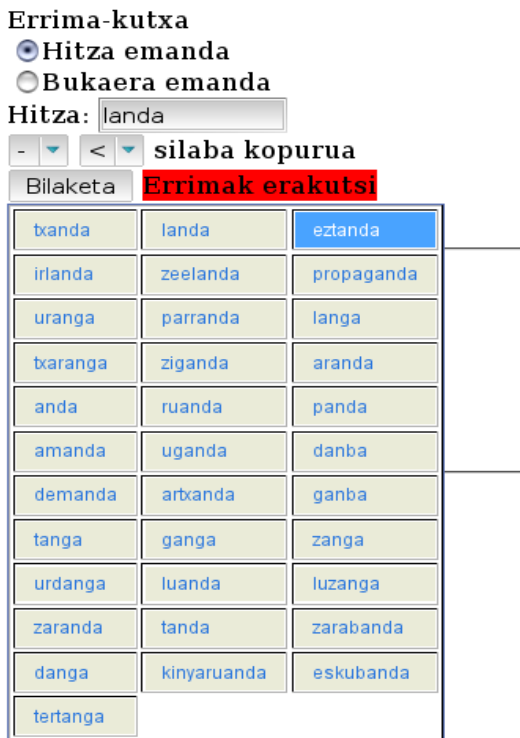 Errima-kutxa
Hitza emanda
Bukaera emanda
Hitza: landa
- < silaba kopurua
Bilaketa Errimak erakutsi
txanda landa eztanda
irlanda zeelanda propaganda
uranga parranda langa
txaranga ziganda aranda
anda ruanda panda
amanda uganda danba
demanda artxanda ganba
tanga ganga zanga
urdanga luanda luzanga
zaranda tanda zarabanda
danga kinyaruanda eskubanda
tertanga